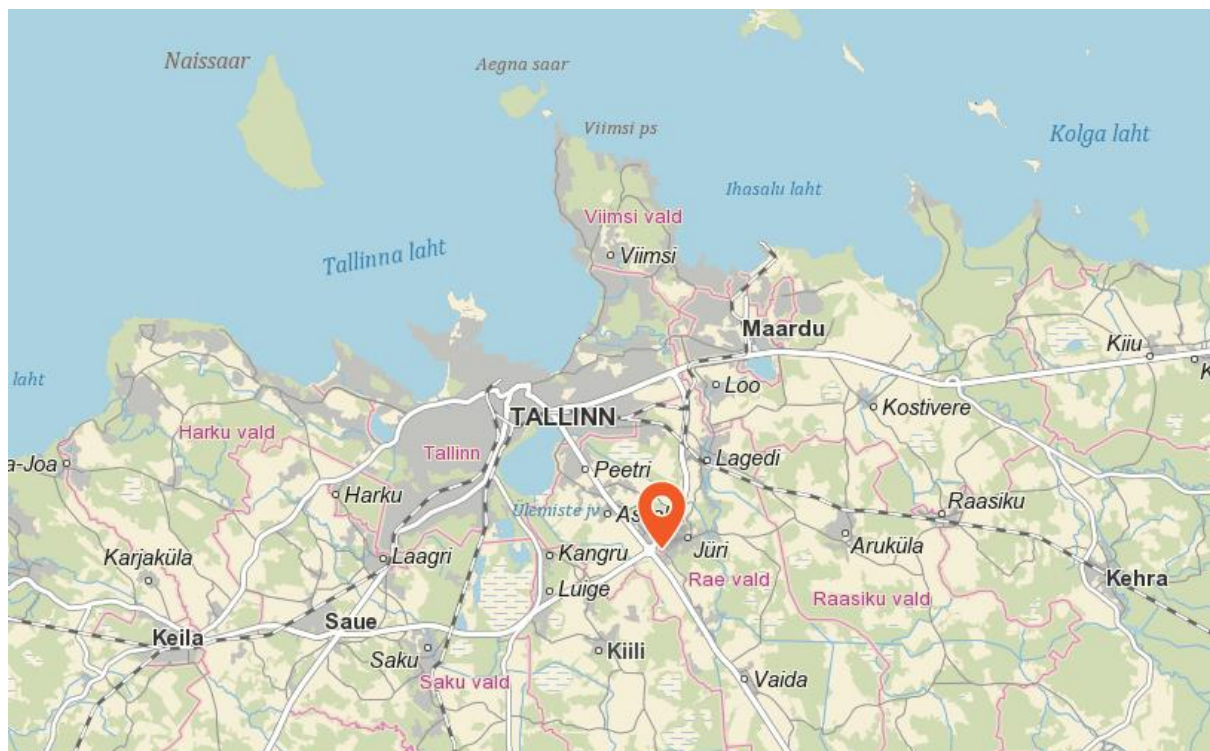 Naissaar
Aegna saar
Viimsi ps
Kolga laht
Ihasalu laht
Viimsi vald
Tallinna laht
Viimsi
Maardu
Kiiu
laht
Loo
K
Kostivere
TALLINN
Harku vald
Tallinn
a-Joa
Peetri
Lagedi
Harku
Ülemiste jv
Raasiku
Jüri
Aruküla
Karjaküla
Laagri
Kangru
Rae vald
Kehra
Luige
Raasiku vald
Saue
Keila
Saku
Kiili
Saku vald
Vaida